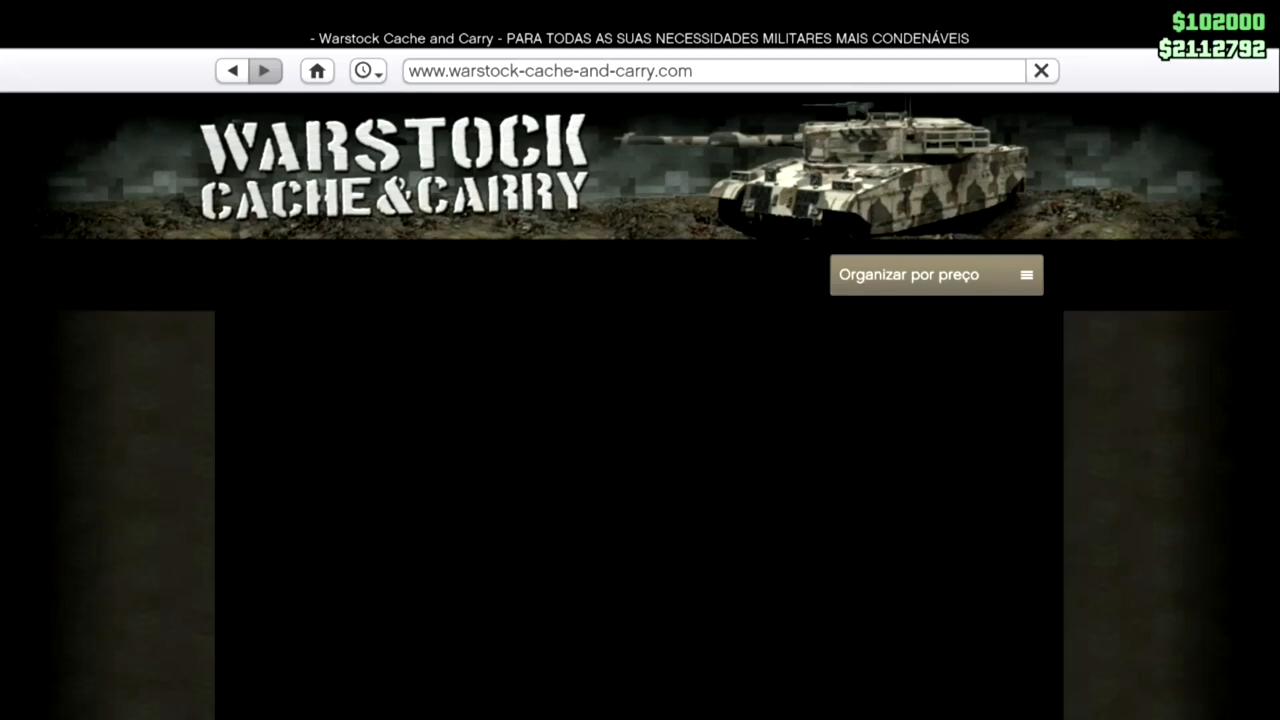 $102000
- Warstock Cache and Carry - PARA TODAS AS SUAS NECESSIDADES MILITARES MAIS CONDENÁVEIS
$2112792
www.warstock-cache-and-carry.com
WARSTOCK
CACHE&CARRY
Organizar por preço